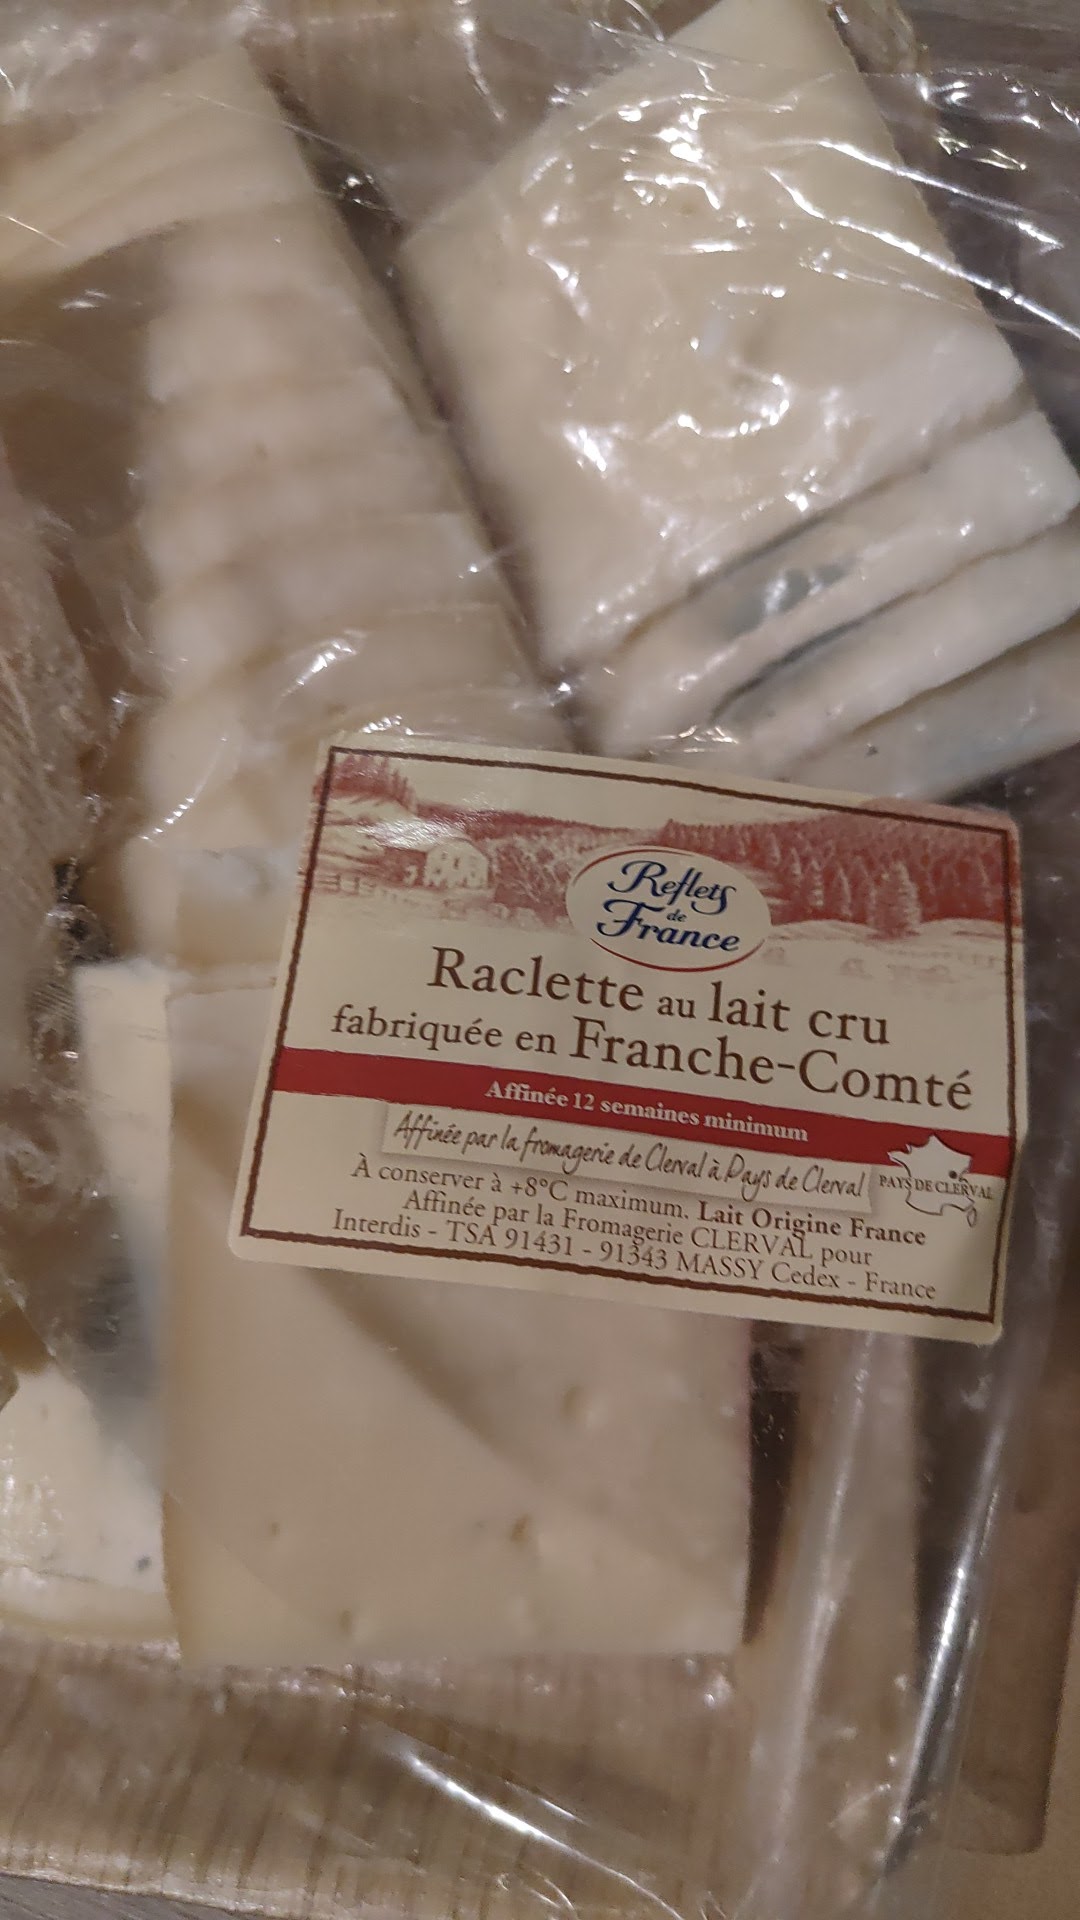 Reflets
de
France
Raclette au lait cru
fabriquée en Franche-Comté
Affinée 12 semaines minimum
Affinée par la fromagerie de Clerval à Pays de Clerval
PAYS DE CLERVAL
À conserver à +8°C maximum. Lait Origine France
Affinée par la Fromagerie CLERVAL pour
Interdis - TSA 91431 - 91343 MASSY Cedex - France